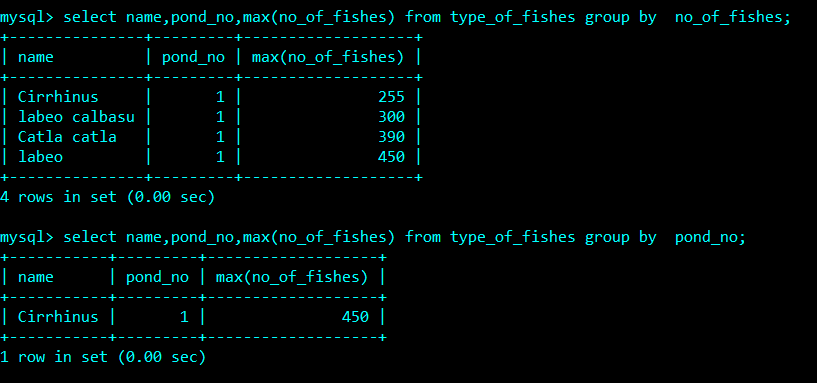 mysql> select name,pond_no,max(no_of_fishes) from type_of_fishes group by  no_of_fishes;
+---------------+---------+-------------------+
| name          | pond_no | max(no_of_fishes) |
+---------------+---------+-------------------+
| Cirrhinus     |       1 |               255 |
| labeo calbasu |       1 |               300 |
| Catla catla   |       1 |               390 |
| labeo         |       1 |               450 |
+---------------+---------+-------------------+
4 rows in set (0.00 sec)

mysql> select name,pond_no,max(no_of_fishes) from type_of_fishes group by  pond_no;
+-----------+---------+-------------------+
| name      | pond_no | max(no_of_fishes) |
+-----------+---------+-------------------+
| Cirrhinus |       1 |               450 |
+-----------+---------+-------------------+
1 row in set (0.00 sec)